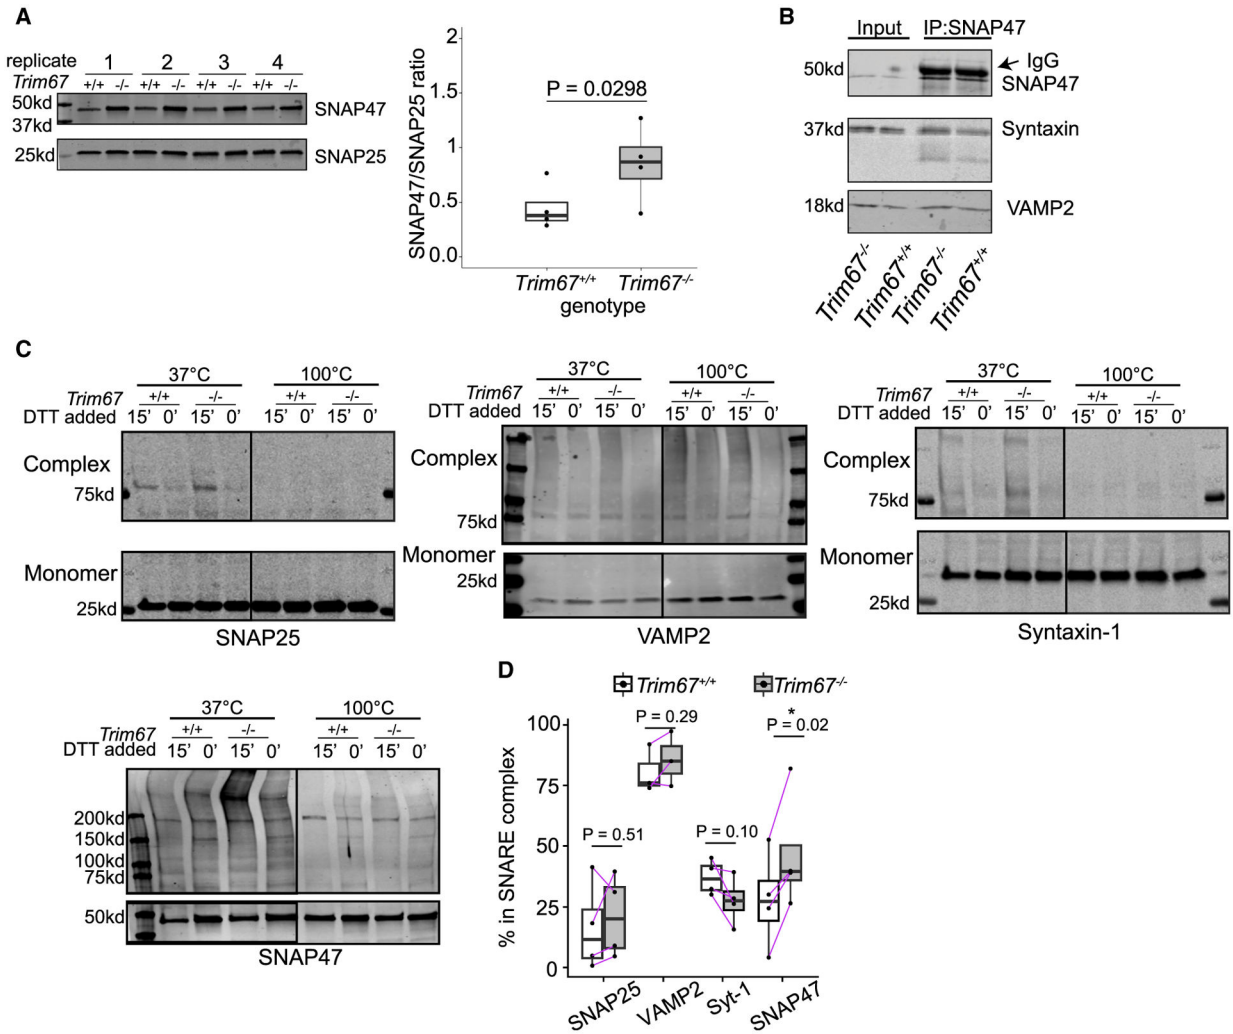 A
replicate 1 2 3 4
Trim67 +/+ -/- +/+ -/- +/+ -/- +/+ -/-
50kd
SNAP47
37kd
25kd
SNAP25
SNAP47/SNAP25 ratio
2
1.5
1
0.5
0.0
P = 0.0298
Trim67+/+ Trim67-/-
genotype
B
Input IP:SNAP47
50kd
IgG
SNAP47
37kd
Syntaxin
18kd
VAMP2
Trim67-/- Trim67+/+ Trim67-/- Trim67+/+
C
37°C 100°C
Trim67 +/+ -/- +/+ -/-
DTT added 15' 0' 15' 0' 15' 0' 15' 0'
Complex
75kd
Monomer
25kd
SNAP25
37°C 100°C
Trim67 +/+ -/- +/+ -/-
DTT added 15' 0' 15' 0' 15' 0' 15' 0'
Complex
75kd
Monomer
25kd
VAMP2
37°C 100°C
Trim67 +/+ -/- +/+ -/-
DTT added 15' 0' 15' 0' 15' 0' 15' 0'
Complex
75kd
Monomer
25kd
Syntaxin-1
37°C 100°C
Trim67 +/+ -/- +/+ -/-
DTT added 15' 0' 15' 0' 15' 0' 15' 0'
200kd
150kd
100kd
75kd
50kd
SNAP47
D
Trim67+/+ Trim67-/-
% in SNARE complex
100
75
50
25
0
P = 0.51
P = 0.29
P = 0.10
*
P = 0.02
SNAP25 VAMP2 Syt-1 SNAP47